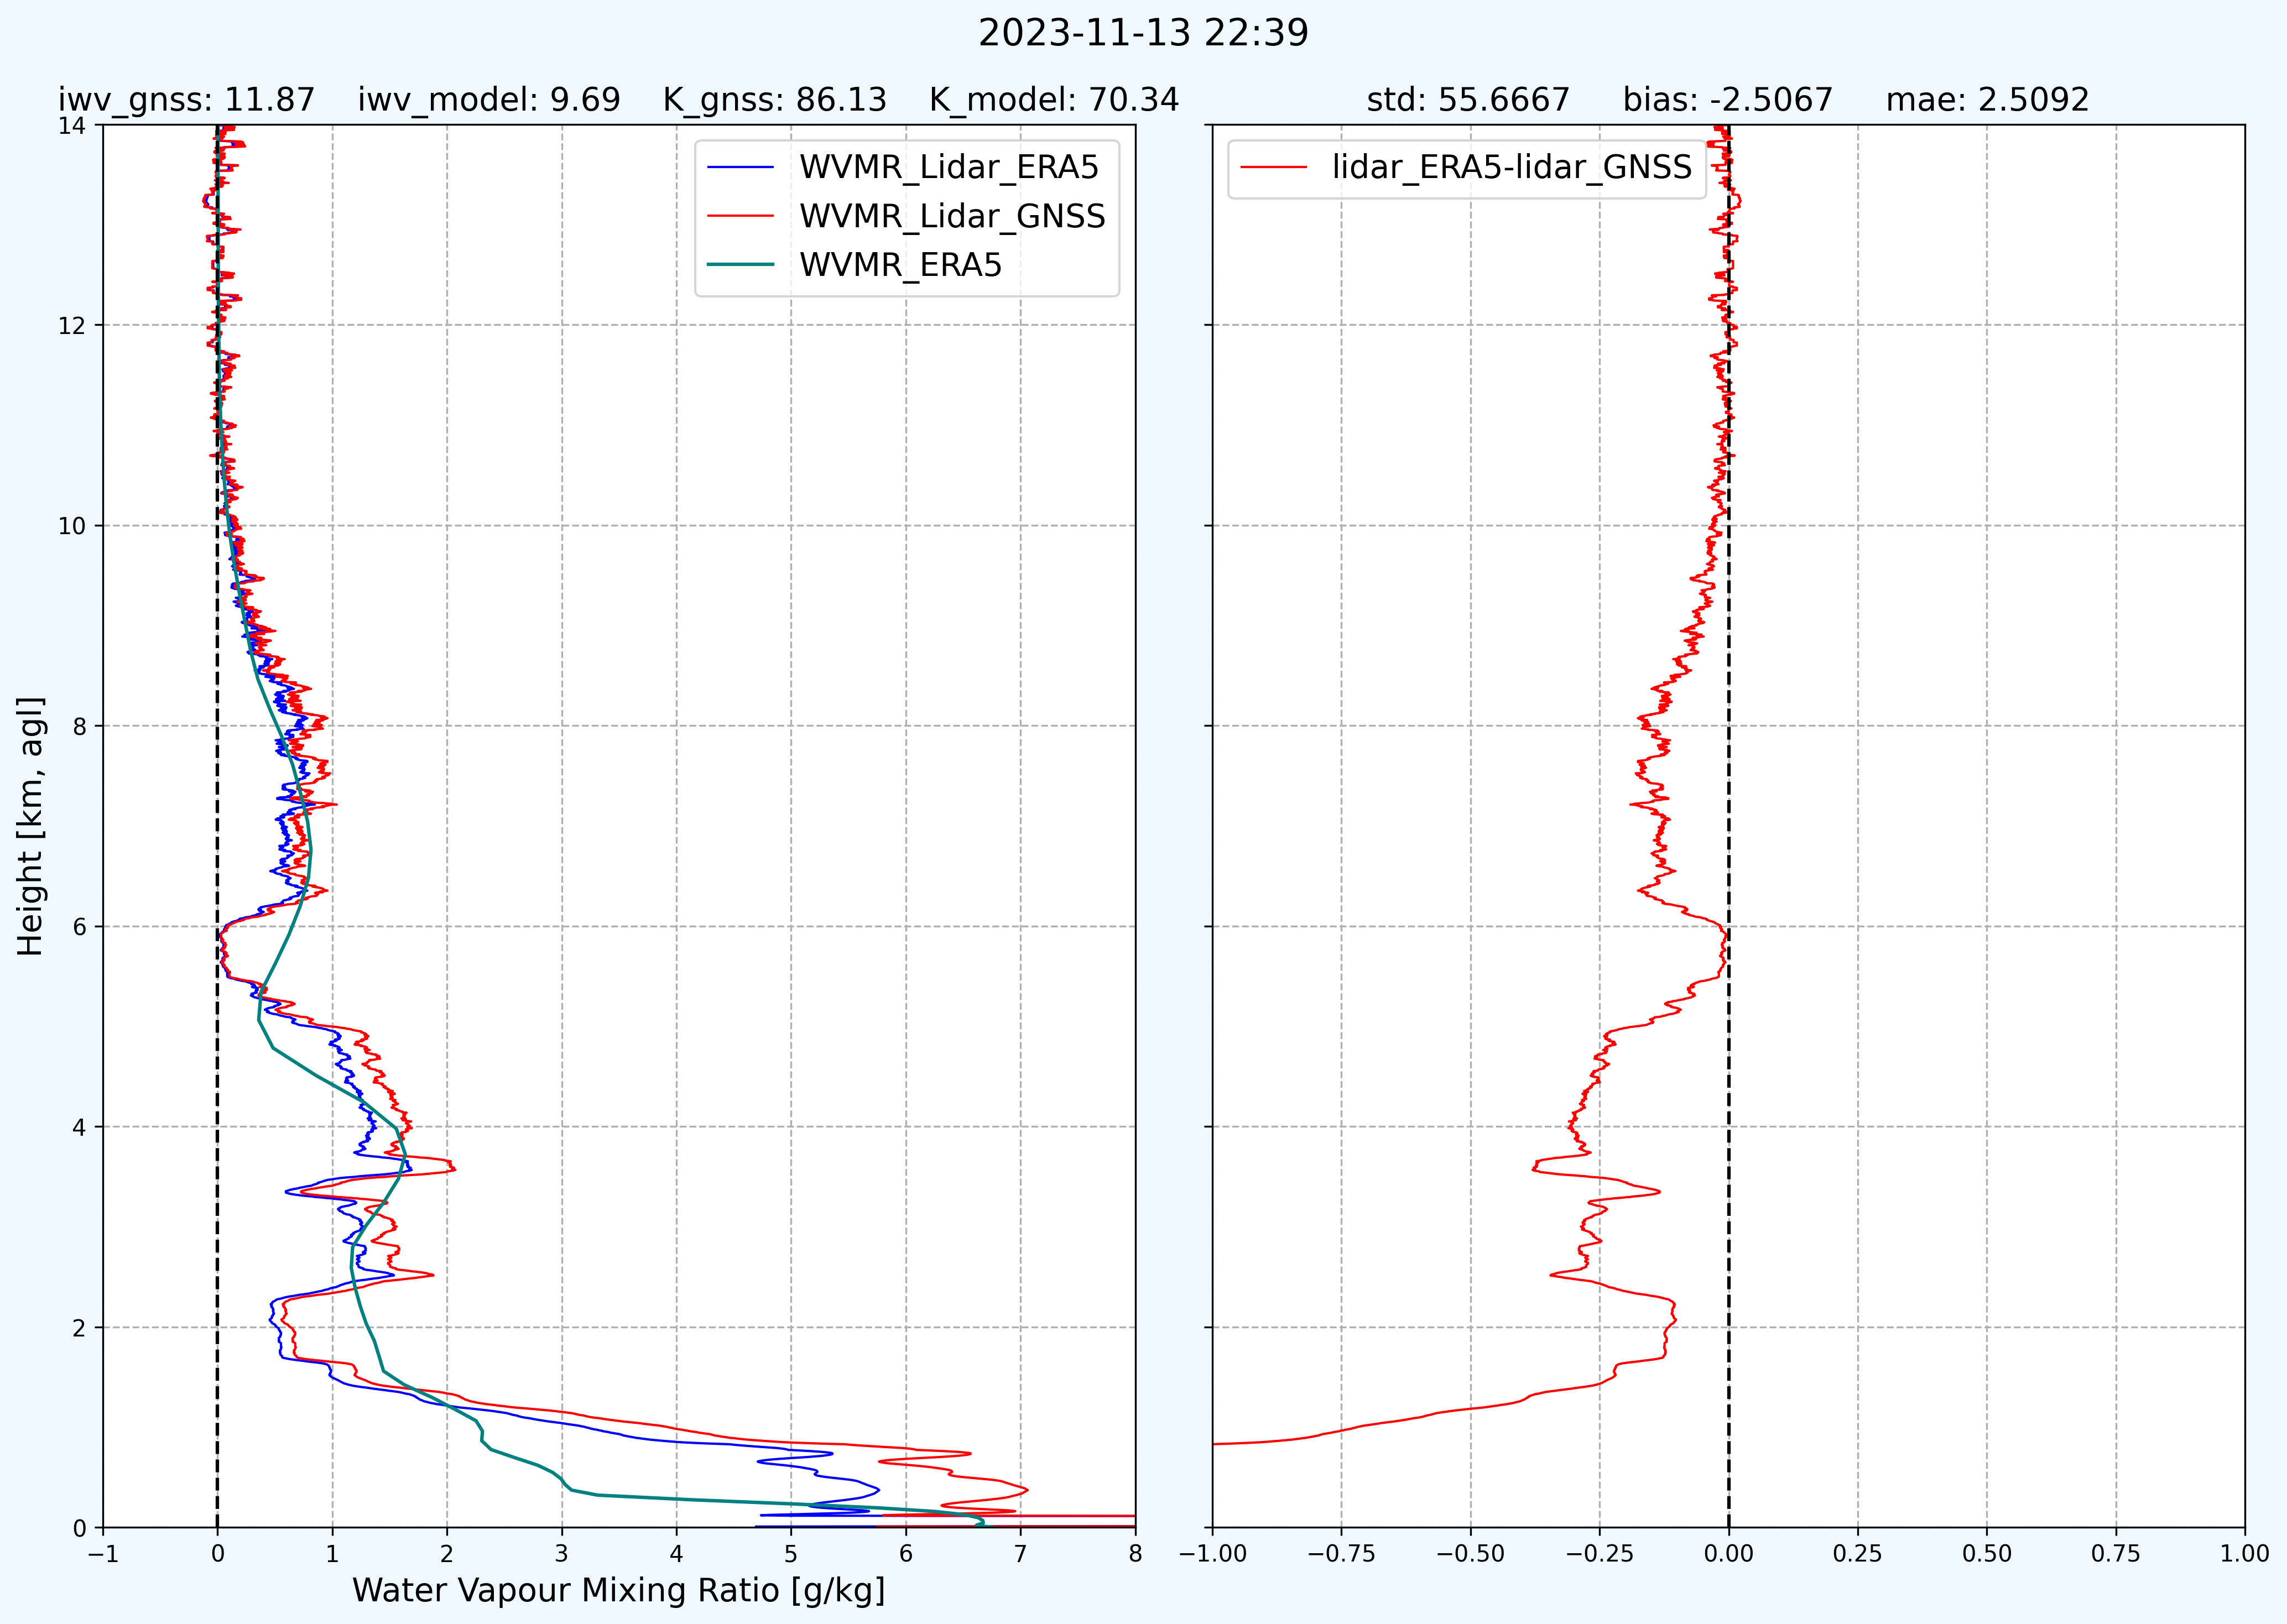 2023-11-13 22:39
iwv_gnss: 11.87 iwv_model: 9.69 K_gnss: 86.13 K_model: 70.34
WVMR_Lidar_ERA5
WVMR_Lidar_GNSS
WVMR_ERA5
14
12
10
8
6
4
2
0
Height [km, agl]
−1 0 1 2 3 4 5 6 7 8
Water Vapour Mixing Ratio [g/kg]
std: 55.6667 bias: -2.5067 mae: 2.5092
lidar_ERA5-lidar_GNSS
−1.00 −0.75 −0.50 −0.25 0.00 0.25 0.50 0.75 1.00